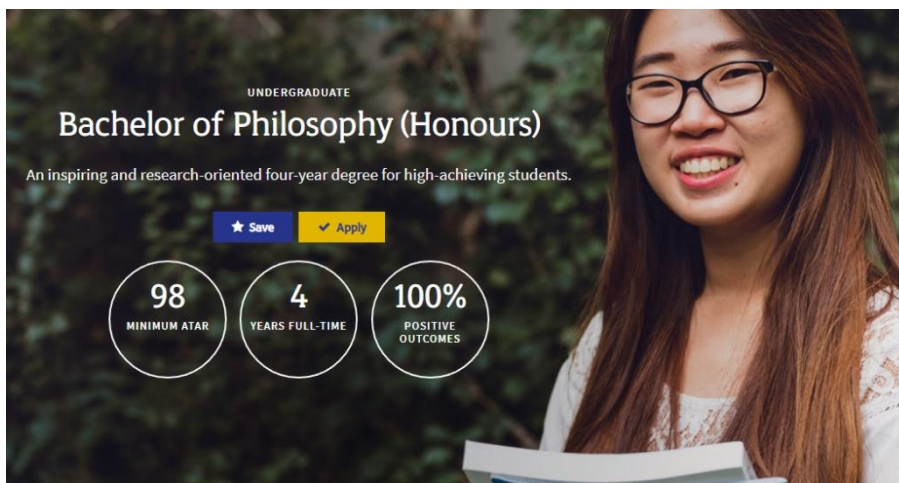 UNDERGRADUATE
Bachelor of Philosophy (Honours)
An inspiring and research-oriented four-year degree for high-achieving students.
Save
Apply
98
MINIMUM ATAR
4
YEARS FULL-TIME
100%
POSITIVE
OUTCOMES